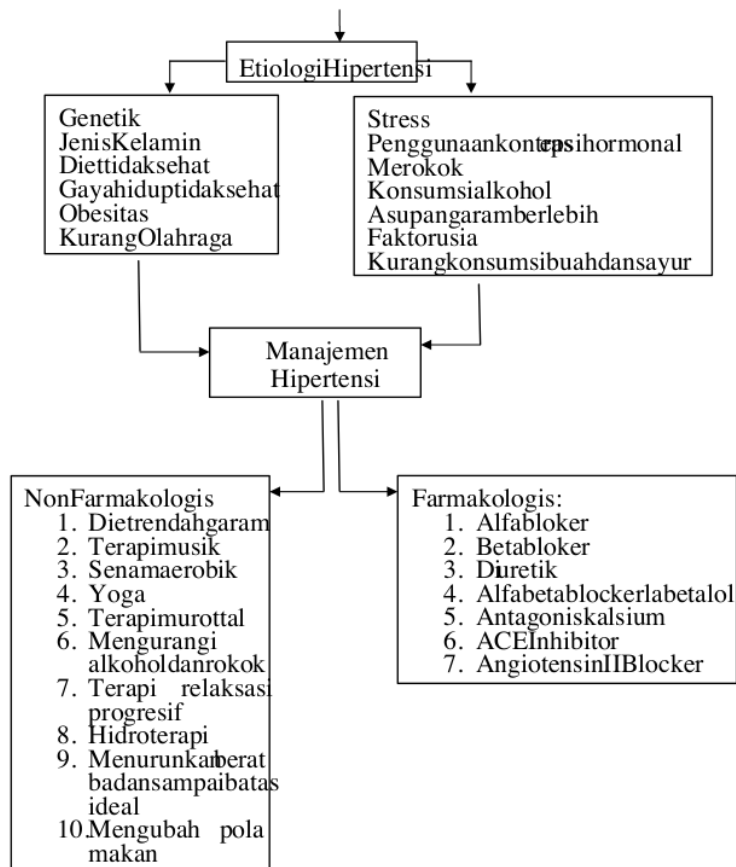 EtiologiHipertensi
Genetik
JenisKelamin
Diettidaksehat
Gayahiduptidaksehat
Obesitas
KurangOlahraga
Stress
Penggunaankontrasepsihormonal
Merokok
Konsumsialkohol
Asupangaramberlebih
Faktorusia
Kurangkonsumsibuahdansayur
Manajemen
Hipertensi
NonFarmakologis
1. Dietrendahgaram
2. Terapimusik
3. Senamaerobik
4. Yoga
5. Terapimurottal
6. Mengurangi
alkoholdanrokok
7. Terapi relaksasi
progresif
8. Hidroterapi
9. Menurunkanberat
badansampaibatas
ideal
10.Mengubah pola
makan
Farmakologis:
1. Alfabloker
2. Betabloker
3. Diuretik
4. Alfabetablockerlabetalol
5. Antagoniskalsium
6. ACEInhibitor
7. AngiotensinIIBlocker